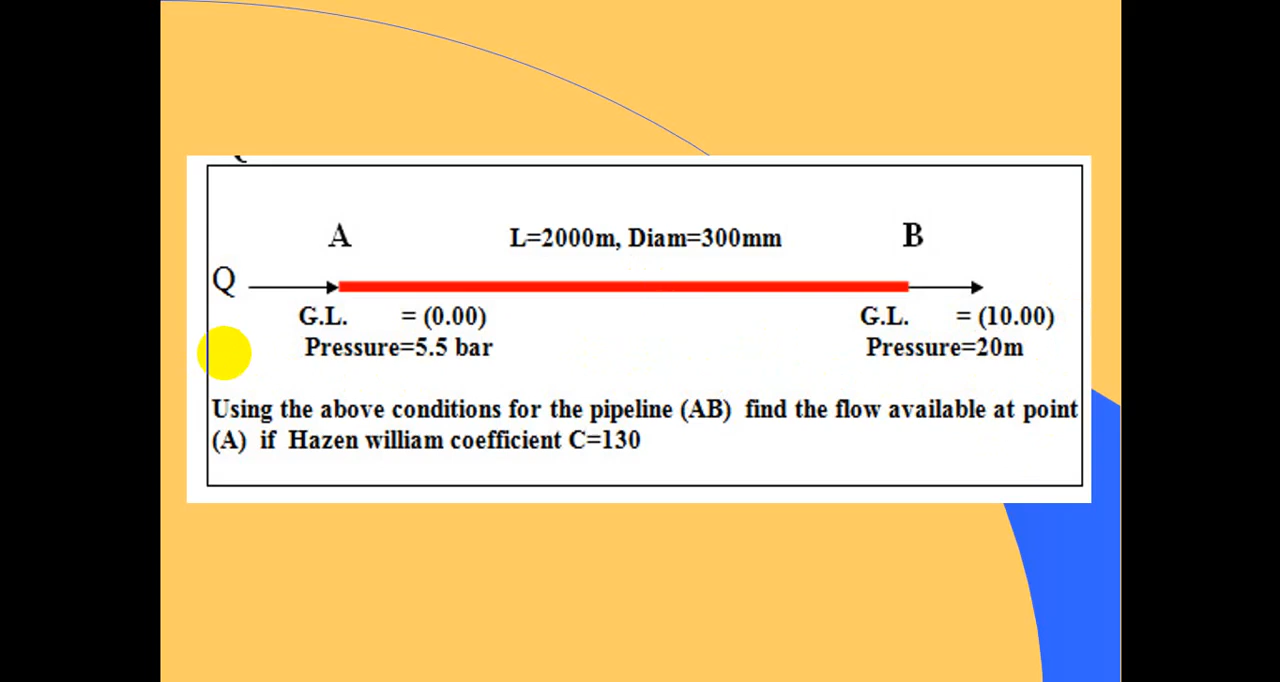 A L=2000m, Diam=300mm B
Q
G.L. = (0.00) G.L. = (10.00)
Pressure=5.5 bar Pressure=20m
Using the above conditions for the pipeline (AB) find the flow available at point
(A) if Hazen william coefficient C=130